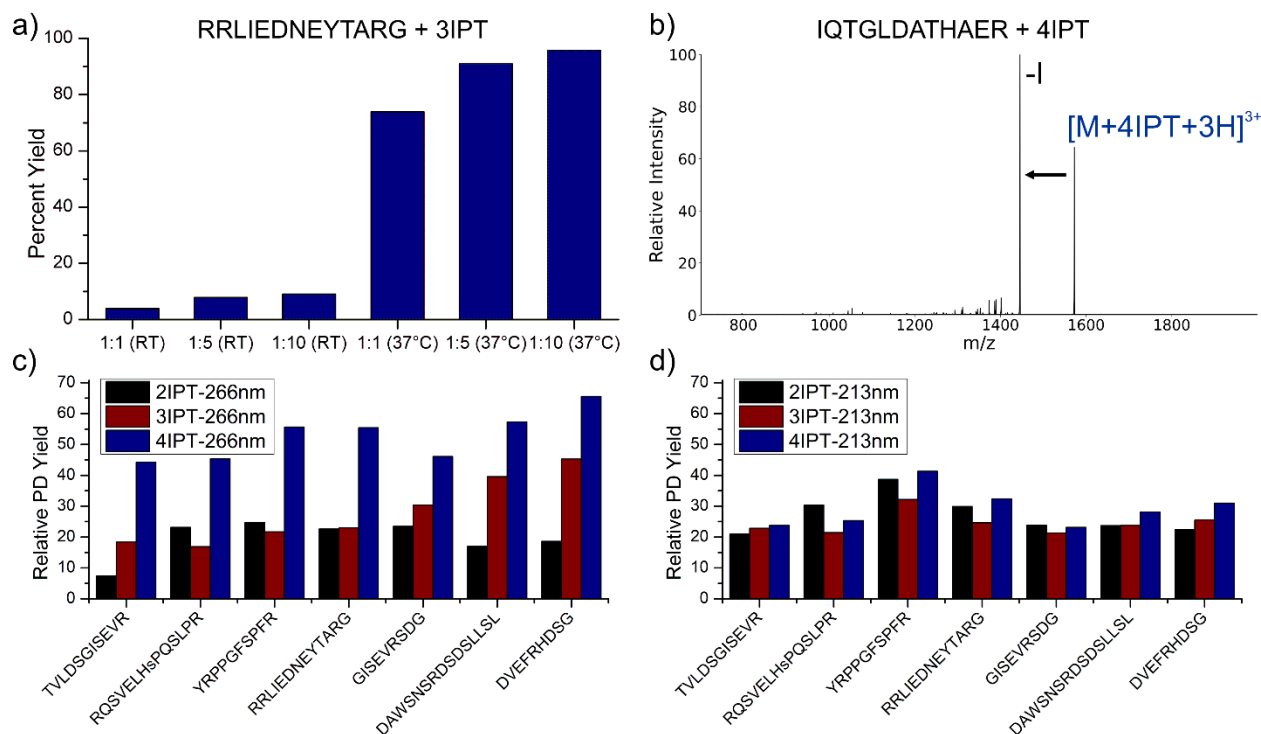 a)
RRLIEDNEYTARG + 3IPT
Percent Yield
100
80
60
40
20
0
1:1 (RT) 1:5 (RT) 1:10 (RT) 1:1 (37°C) 1:5 (37°C) 1:10 (37°C)
b)
IQTGLDATHAER + 4IPT
Relative Intensity
100
80
60
40
20
0
-I
[M+4IPT+3H]3+
800 1000 1200 1400 1600 1800
m/z
c)
Relative PD Yield
70
60
50
40
30
20
10
0
2IPT-266nm
3IPT-266nm
4IPT-266nm
TVLDSGISEVR
RQSVELHsPQSLPR
YRPPGFSPFR
RRLIEDNEYTARG
GISEVRSDG
DAWSNSRDSDSLLSL
DVEFRHDSG
d)
Relative PD Yield
70
60
50
40
30
20
10
0
2IPT-213nm
3IPT-213nm
4IPT-213nm
TVLDSGISEVR
RQSVELHsPQSLPR
YRPPGFSPFR
RRLIEDNEYTARG
GISEVRSDG
DAWSNSRDSDSLLSL
DVEFRHDSG